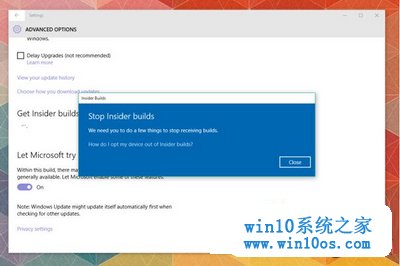 Settings
ADVANCED OPTIONS
Windows.
Delay Upgrades (not recommended)
Learn more
View your update history
Choose how you download updates
Get Insider builds
Insider Builds
Stop Insider builds
We need you to do a few things to stop receiving builds.
How do I opt my device out of Insider builds?
Close
Let Microsoft try
Within this build, there ma
generally available. Let Microsoft enable some of these features.
On
Note: Windows Update might update itself automatically first when
checking for other updates.
Privacy settings
win10系统之家
www.win10os.com